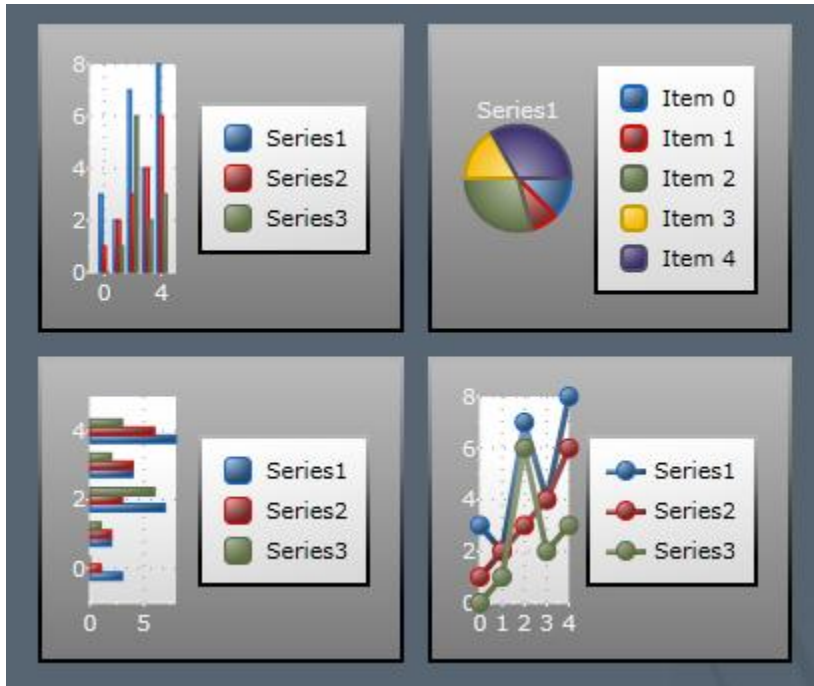 8
6
4
2
0
0 4
Series1
Series2
Series3
Series1
Item 0
Item 1
Item 2
Item 3
Item 4
4
2
0
0 5
Series1
Series2
Series3
8
6
4
2
0
0 1 2 3 4
Series1
Series2
Series3